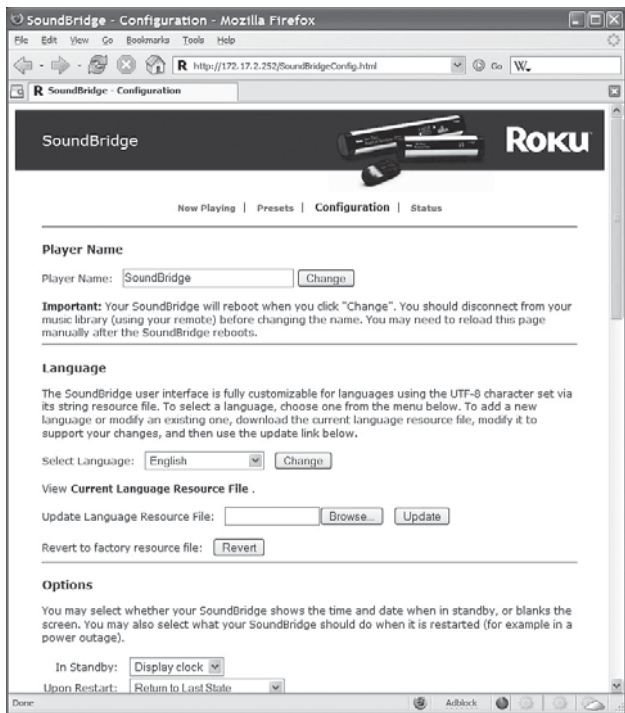 SoundBridge - Configuration - Mozilla Firefox
File Edit View Go Bookmarks Tools Help
R http://172.17.2.252/SoundBridgeConfig.html Go W.
R SoundBridge - Configuration
SoundBridge ROKU
Now Playing | Presets | Configuration | Status
Player Name
Player Name: SoundBridge Change
Important: Your SoundBridge will reboot when you click "Change". You should disconnect from your
music library (using your remote) before changing the name. You may need to reload this page
manually after the SoundBridge reboots.
Language
The SoundBridge user interface is fully customizable for languages using the UTF-8 character set via
its string resource file. To select a language, choose one from the menu below. To add a new
language or modify an existing one, download the current language resource file, modify it to
support your changes, and then use the update link below.
Select Language: English Change
View Current Language Resource File .
Update Language Resource File: Browse... Update
Revert to factory resource file: Revert
Options
You may select whether your SoundBridge shows the time and date when in standby, or blanks the
screen. You may also select what your SoundBridge should do when it is restarted (for example in a
power outage).
In Standby: Display clock
Upon Restart: Return to Last State
Done Adblock